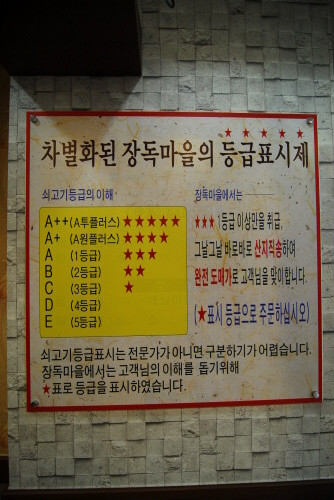 ★ ★ ★ ★ ★
차별화된 장독마을의 등급표시제
쇠고기등급의 이해
A++(A투플러스)★★★★★
A+ (A원플러스)★★★★
A (1등급) ★★★
B (2등급) ★★
C (3등급) ★
D (4등급)
E (5등급)
장독마을에서는
★★★ 1등급 이상만을 취급,
그날그날 바로바로 산지직송하여
완전 도매가로 고객님을 맞이합니다.
(★표시 등급으로 주문하십시오)
쇠고기등급표시는 전문가가 아니면 구분하기가 어렵습니다.
장독마을에서는 고객님의 이해를 돕기위해
★표로 등급을 표시하였습니다.